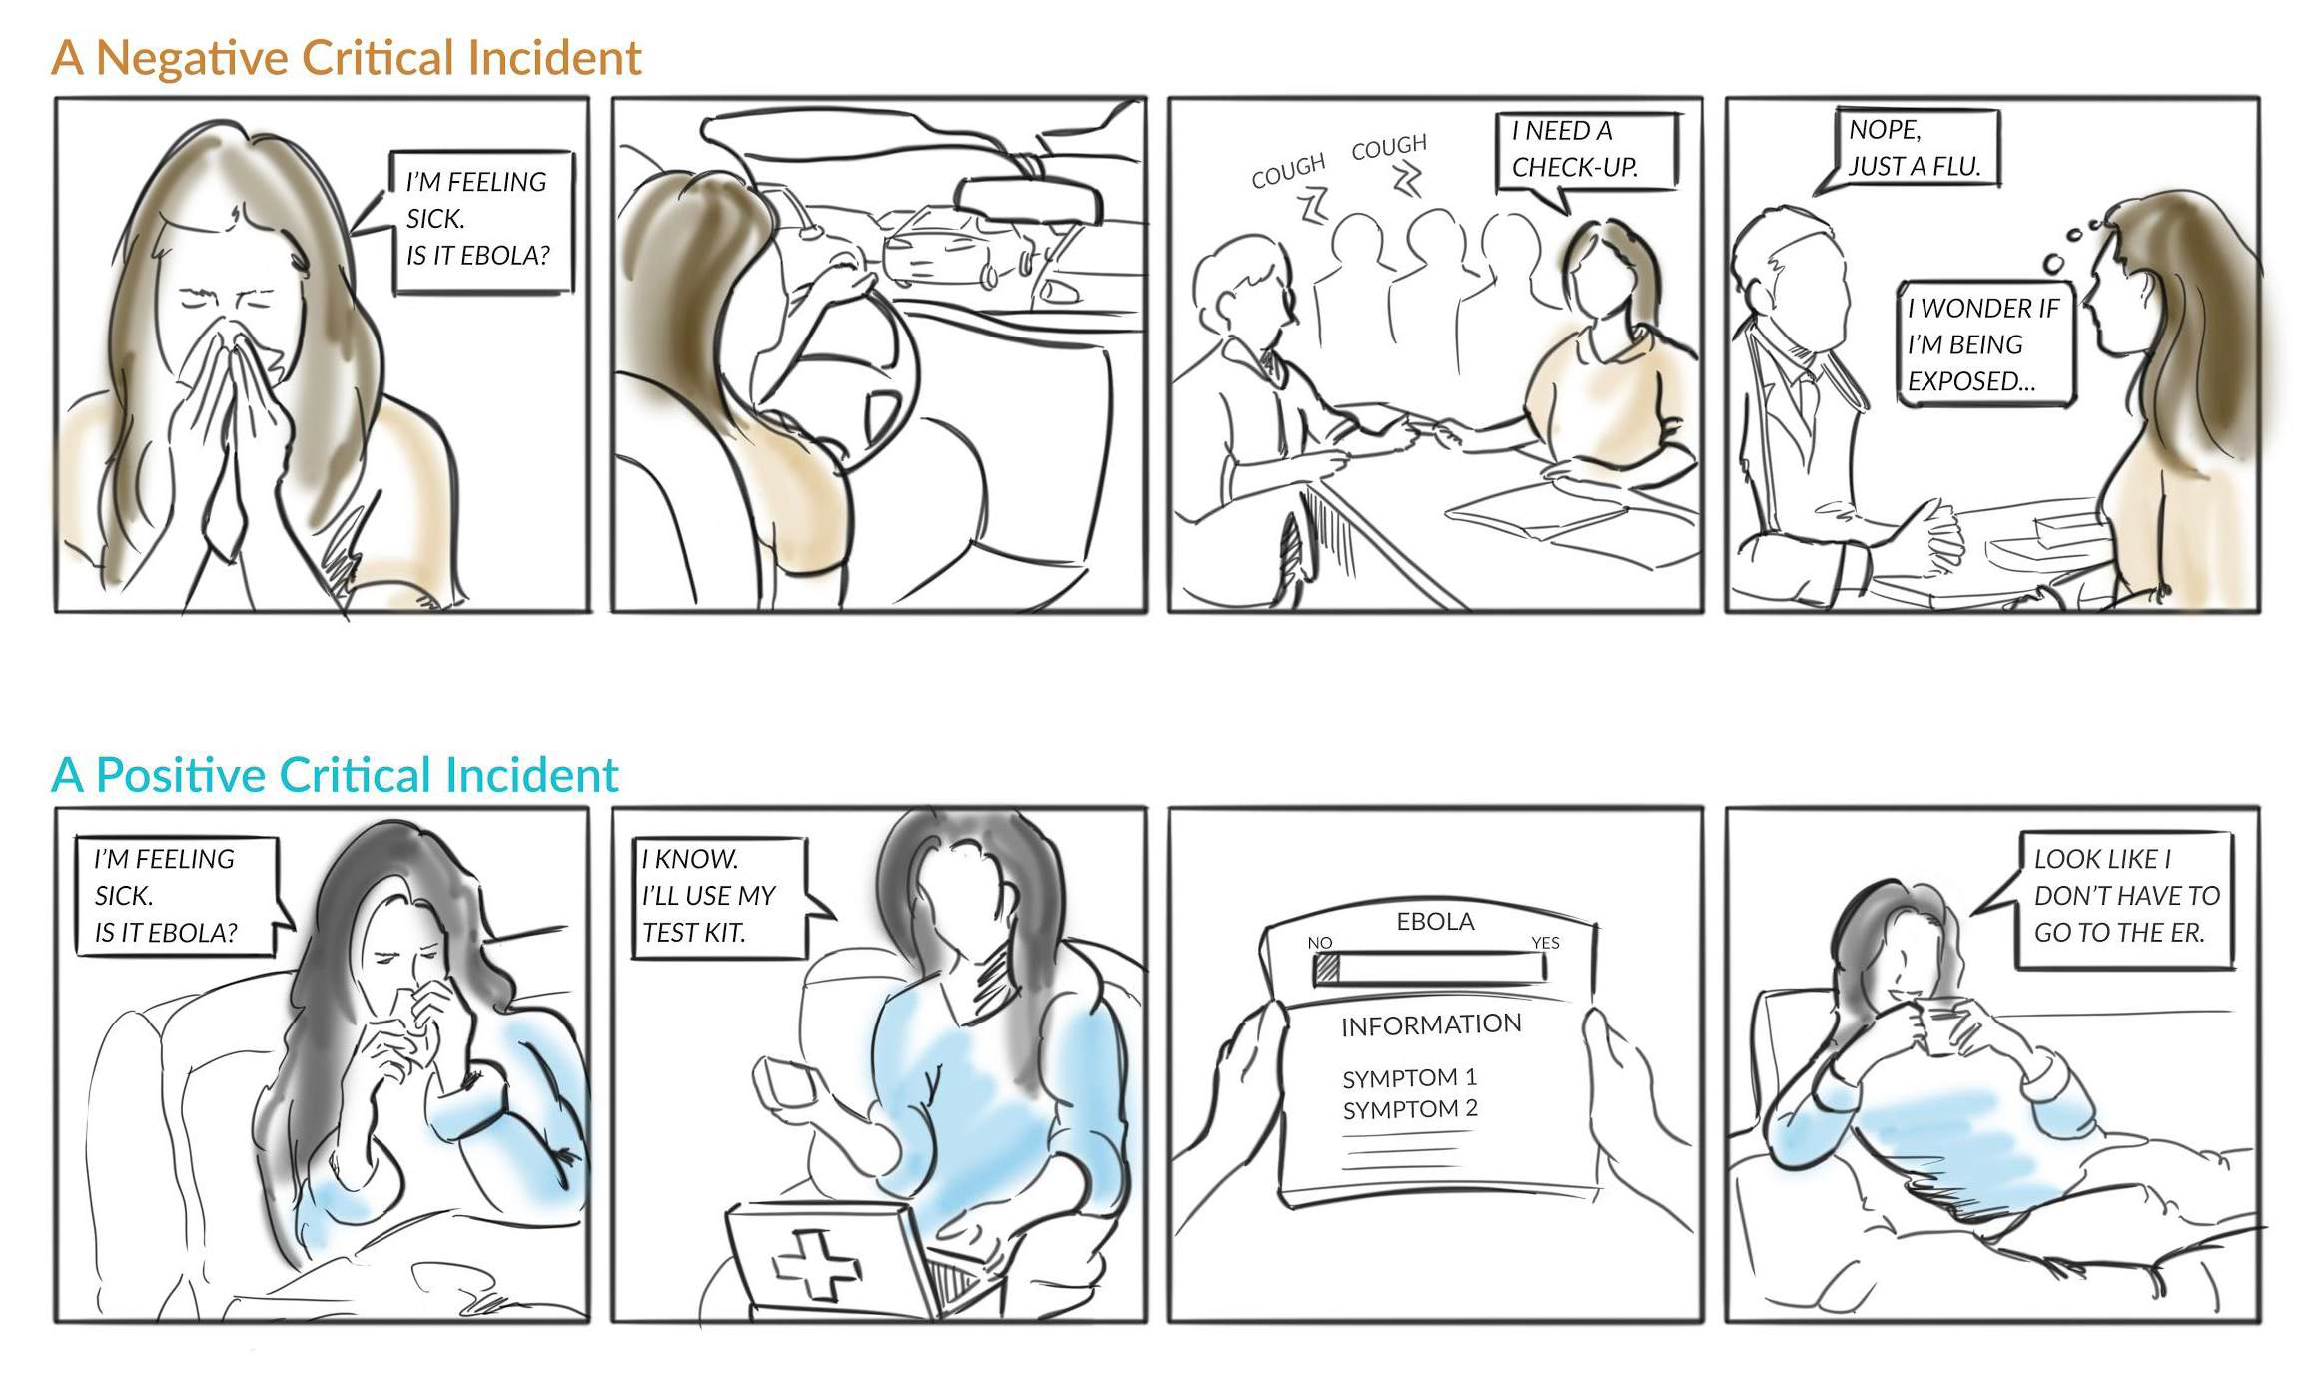 A Negative Critical Incident
I'M FEELING
SICK.
IS IT EBOLA?
COUGH
COUGH
I NEED A
CHECK-UP.
NOPE,
JUST A FLU.
I WONDER IF
I'M BEING
EXPOSED...
A Positive Critical Incident
I'M FEELING
SICK.
IS IT EBOLA?
I KNOW.
I'LL USE MY
TEST KIT.
EBOLA
NO YES
INFORMATION
SYMPTOM 1
SYMPTOM 2
LOOK LIKE I
DON'T HAVE TO
GO TO THE ER.